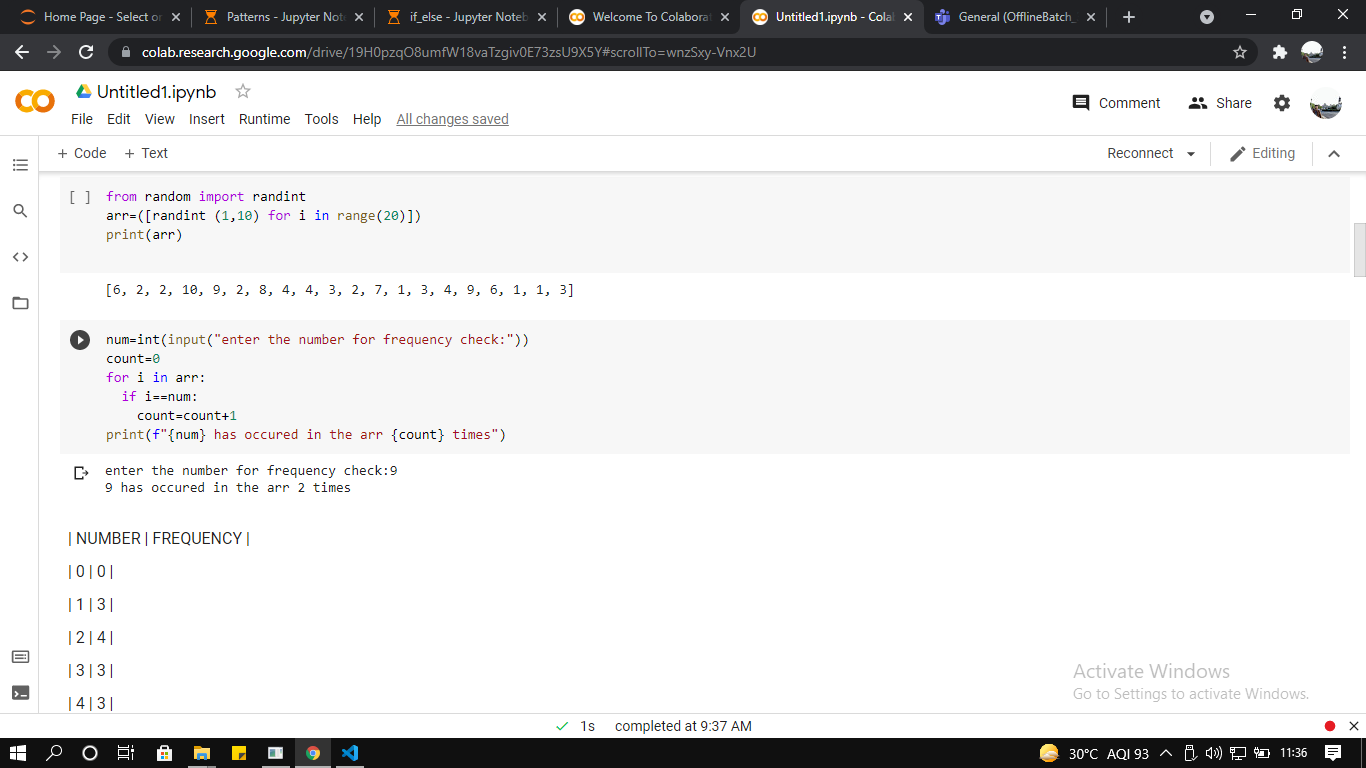 Home Page - Select or
Patterns - Jupyter Note
if_else - Jupyter Noteb
Welcome To Colaborat
Untitled1.ipynb - Cola
General (OfflineBatch_
colab.research.google.com/drive/19H0pzqO8umfW18vaTzgiv0E73zsU9X5Y#scrollTo=wnzSxy-Vnx2U
Untitled1.ipynb
Comment
Share
File Edit View Insert Runtime Tools Help All changes saved
+ Code + Text
Reconnect
Editing
[ ] from random import randint
arr=([randint (1,10) for i in range(20)])
print(arr)
[6, 2, 2, 10, 9, 2, 8, 4, 4, 3, 2, 7, 1, 3, 4, 9, 6, 1, 1, 3]
num=int(input("enter the number for frequency check:"))
count=0
for i in arr:
  if i==num:
    count=count+1
print(f"{num} has occured in the arr {count} times")
enter the number for frequency check:9
9 has occured in the arr 2 times
| NUMBER | FREQUENCY |
| 0 | 0 |
| 1 | 3 |
| 2 | 4 |
| 3 | 3 |
| 4 | 3 |
Activate Windows
Go to Settings to activate Windows.
1s completed at 9:37 AM
30°C AQI 93
11:36